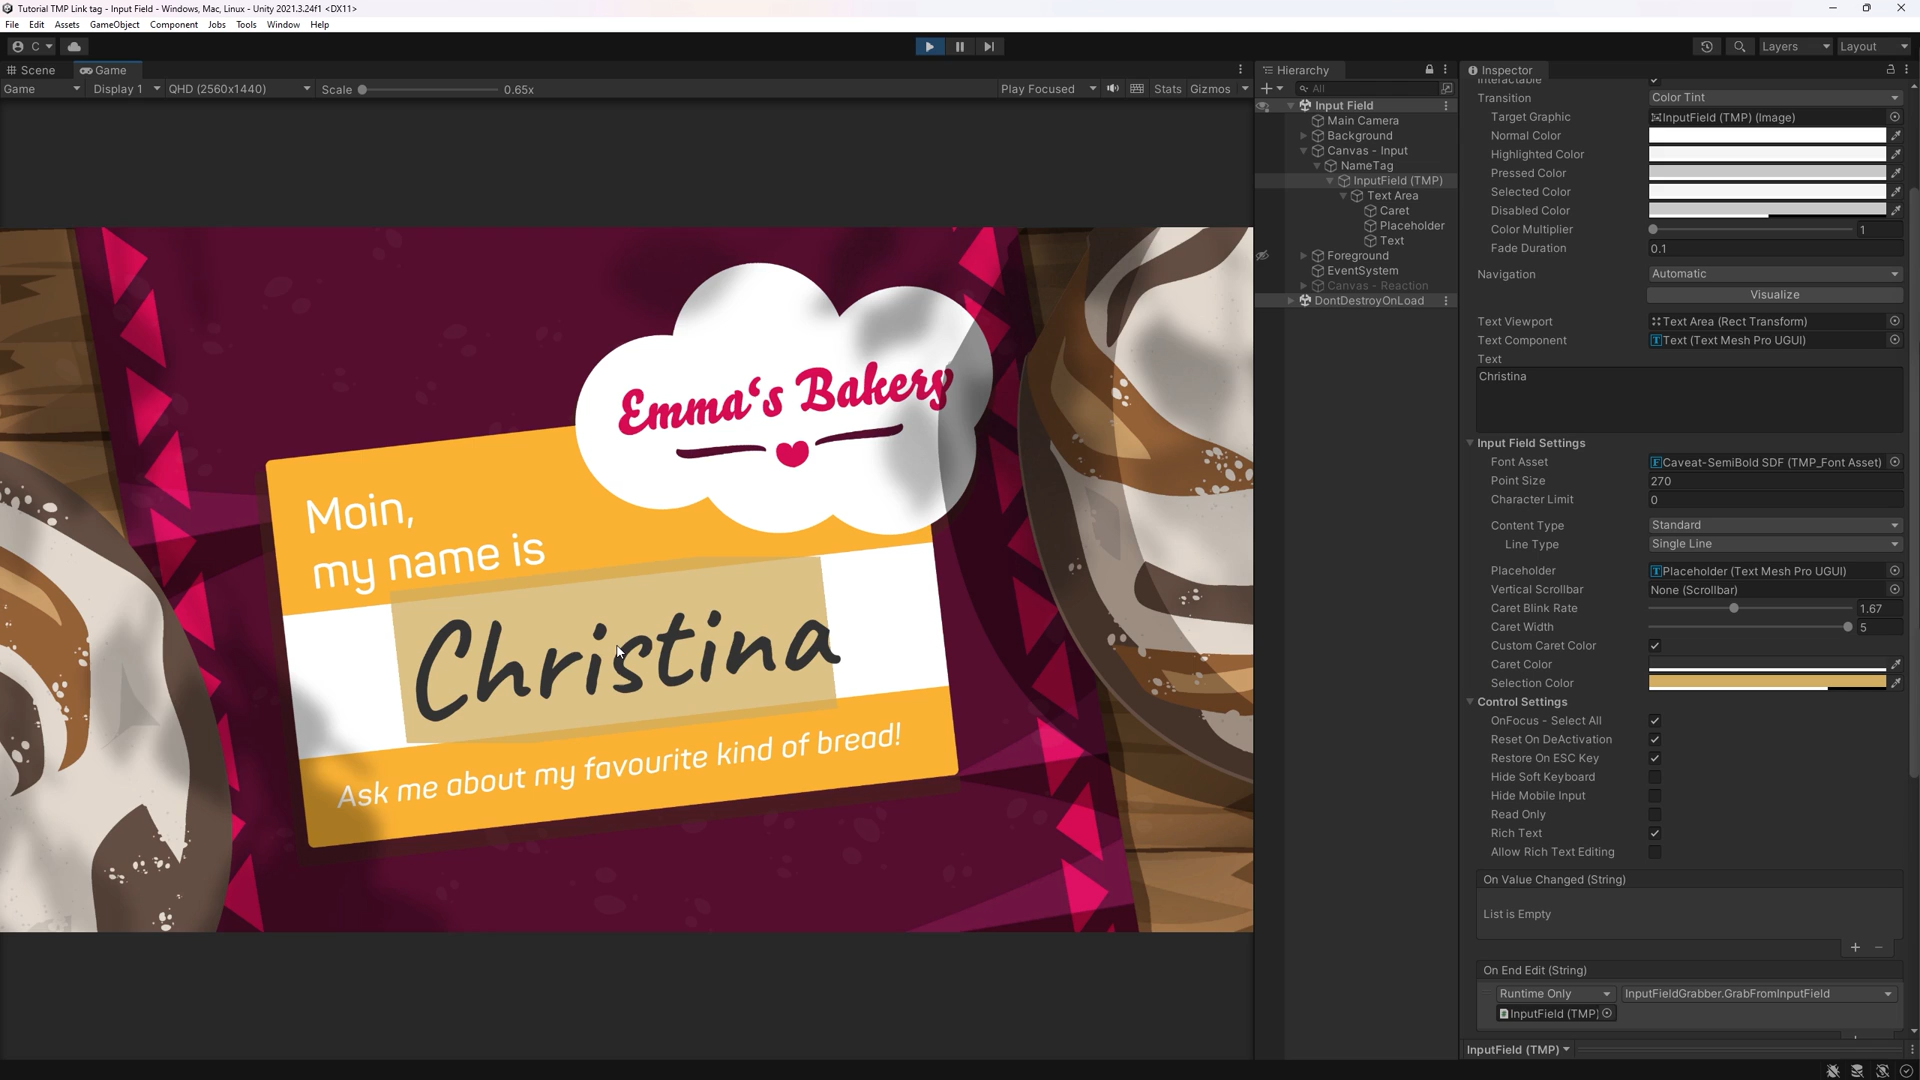 Tutorial TMP Link tag - Input Field - Windows, Mac, Linux - Unity 2021.3.24f1 <DX11>
File Edit Assets GameObject Component Jobs Tools Window Help
C
Layers Layout
Scene Game
Game Display 1 QHD (2560x1440) Scale 0.65x Play Focused Stats Gizmos
Emma‘s Bakery
Moin,
my name is
Christina
Ask me about my favourite kind of bread!
Hierarchy
All
Input Field
Main Camera
Background
Canvas - Input
NameTag
InputField (TMP)
Text Area
Caret
Placeholder
Text
Foreground
EventSystem
Canvas - Reaction
DontDestroyOnLoad
Inspector
Interactable
Transition Color Tint
Target Graphic InputField (TMP) (Image)
Normal Color
Highlighted Color
Pressed Color
Selected Color
Disabled Color
Color Multiplier 1
Fade Duration 0.1
Navigation Automatic
Visualize
Text Viewport Text Area (Rect Transform)
Text Component Text (Text Mesh Pro UGUI)
Text
Christina
Input Field Settings
Font Asset Caveat-SemiBold SDF (TMP_Font Asset)
Point Size 270
Character Limit 0
Content Type Standard
Line Type Single Line
Placeholder Placeholder (Text Mesh Pro UGUI)
Vertical Scrollbar None (Scrollbar)
Caret Blink Rate 1.67
Caret Width 5
Custom Caret Color
Caret Color
Selection Color
Control Settings
OnFocus - Select All
Reset On DeActivation
Restore On ESC Key
Hide Soft Keyboard
Hide Mobile Input
Read Only
Rich Text
Allow Rich Text Editing
On Value Changed (String)
List is Empty
On End Edit (String)
Runtime Only InputFieldGrabber.GrabFromInputField
InputField (TMP)
InputField (TMP)